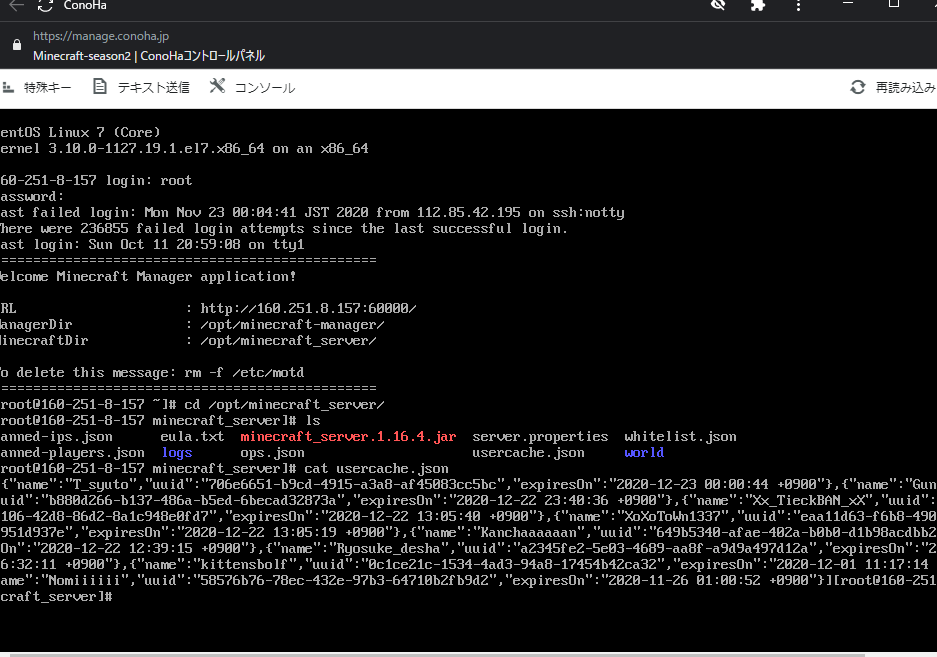 ConoHa
https://manage.conoha.jp
Minecraft-season2 | ConoHaコントロールパネル
特殊キー テキスト送信 コンソール 再読み込み
entOS Linux 7 (Core)
ernel 3.10.0-1127.19.1.el7.x86_64 on an x86_64
60-251-8-157 login: root
assword:
ast failed login: Mon Nov 23 00:04:41 JST 2020 from 112.85.42.195 on ssh:notty
here were 236855 failed login attempts since the last successful login.
ast login: Sun Oct 11 20:59:08 on tty1
===============================================
elcome Minecraft Manager application!
RL : http://160.251.8.157:60000/
anagerDir : /opt/minecraft-manager/
inecraftDir : /opt/minecraft_server/
o delete this message: rm -f /etc/motd
===============================================
root@160-251-8-157 ~]# cd /opt/minecraft_server/
root@160-251-8-157 minecraft_server]# ls
anned-ips.json eula.txt minecraft_server.1.16.4.jar server.properties whitelist.json
anned-players.json logs ops.json usercache.json world
root@160-251-8-157 minecraft_server]# cat usercache.json
{"name":"T_syuto","uuid":"706e6651-b9cd-4915-a3a8-af45083cc5bc","expiresOn":"2020-12-23 00:00:44 +0900"},{"name":"Gun
uid":"b880d266-b137-486a-b5ed-6becad32873a","expiresOn":"2020-12-22 23:40:36 +0900"},{"name":"Xx_TieckBAN_xX","uuid":
106-42d8-86d2-8a1c948e0fd7","expiresOn":"2020-12-22 13:05:40 +0900"},{"name":"XoXoToWn1337","uuid":"eaa11d63-f6b8-490
951d937e","expiresOn":"2020-12-22 13:05:19 +0900"},{"name":"Kanchaaaaaan","uuid":"649b5340-afae-402a-b0b0-d1b98acdbb2
On":"2020-12-22 12:39:15 +0900"},{"name":"Ryosuke_desha","uuid":"a2345fe2-5e03-4689-aa8f-a9d9a497d12a","expiresOn":"2
6:32:11 +0900"},{"name":"kittensbolf","uuid":"0c1ce21c-1534-4ad3-94a8-17454b42ca32","expiresOn":"2020-12-01 11:17:14
ame":"Nomiiiiii","uuid":"58576b76-78ec-432e-97b3-64710b2fb9d2","expiresOn":"2020-11-26 01:00:52 +0900"}][root@160-251
craft_server]#